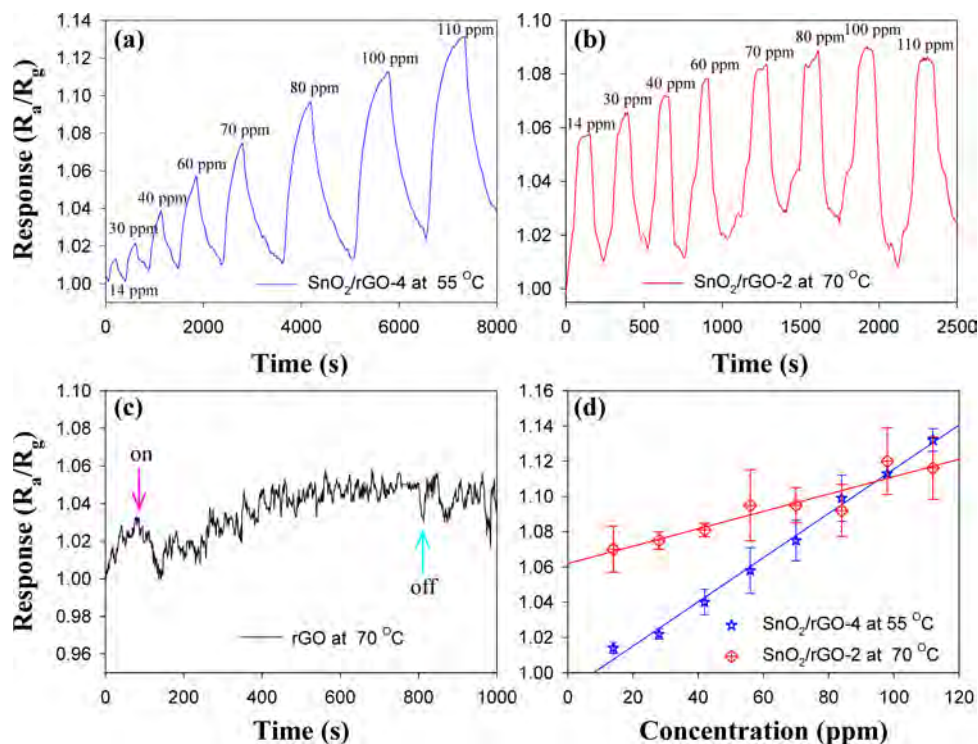 (a)
1.14
1.12
1.10
1.08
1.06
1.04
1.02
1.00
Response (Ra/Rg)
14 ppm
30 ppm
40 ppm
60 ppm
70 ppm
80 ppm
100 ppm
110 ppm
SnO2/rGO-4 at 55 °C
0 2000 4000 6000 8000
Time (s)
(b)
1.10
1.08
1.06
1.04
1.02
1.00
14 ppm
30 ppm
40 ppm
60 ppm
70 ppm
80 ppm
100 ppm
110 ppm
SnO2/rGO-2 at 70 °C
0 500 1000 1500 2000 2500
Time (s)
(c)
1.10
1.08
1.06
1.04
1.02
1.00
0.98
0.96
Response (Ra/Rg)
on
off
rGO at 70 °C
0 200 400 600 800 1000
Time (s)
(d)
1.16
1.14
1.12
1.10
1.08
1.06
1.04
1.02
1.00
SnO2/rGO-4 at 55 °C
SnO2/rGO-2 at 70 °C
0 20 40 60 80 100 120
Concentration (ppm)